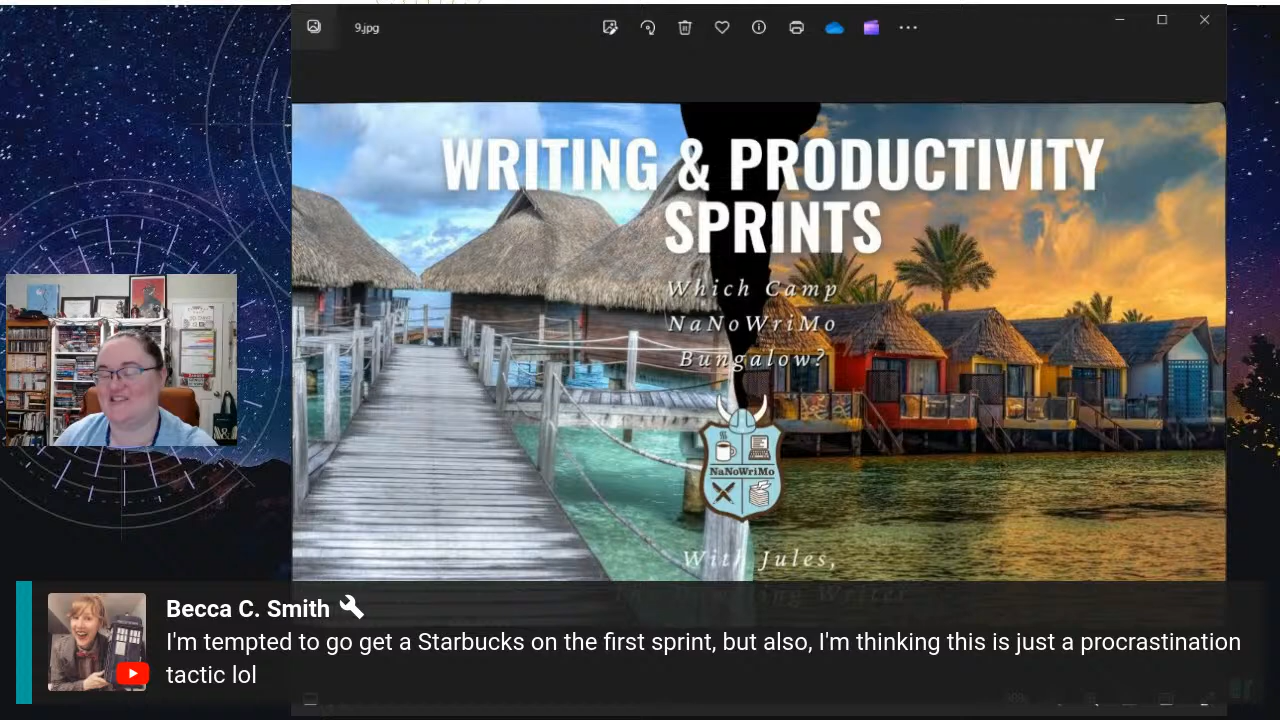 9.jpg
WRITING & PRODUCTIVITY
SPRINTS
Which Camp
NaNoWriMo
Bungalow?
NaNoWriMo
With Jules,
Writer
Becca C. Smith
I'm tempted to go get a Starbucks on the first sprint, but also, I'm thinking this is just a procrastination
tactic lol